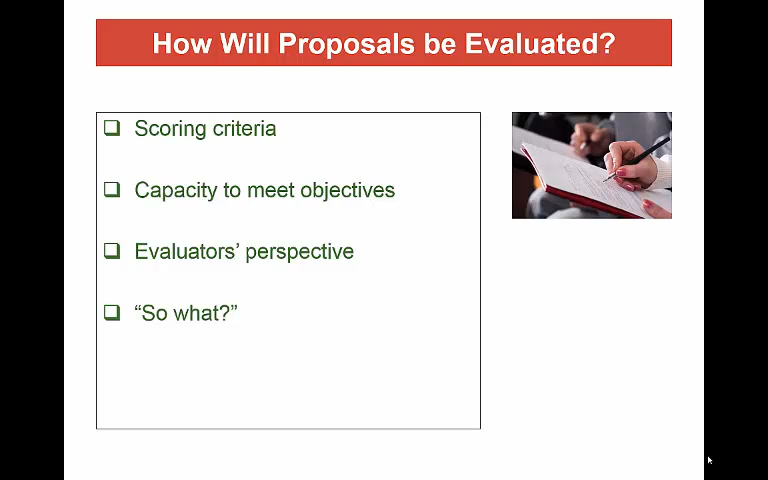 How Will Proposals be Evaluated?
Scoring criteria
Capacity to meet objectives
Evaluators’ perspective
“So what?”